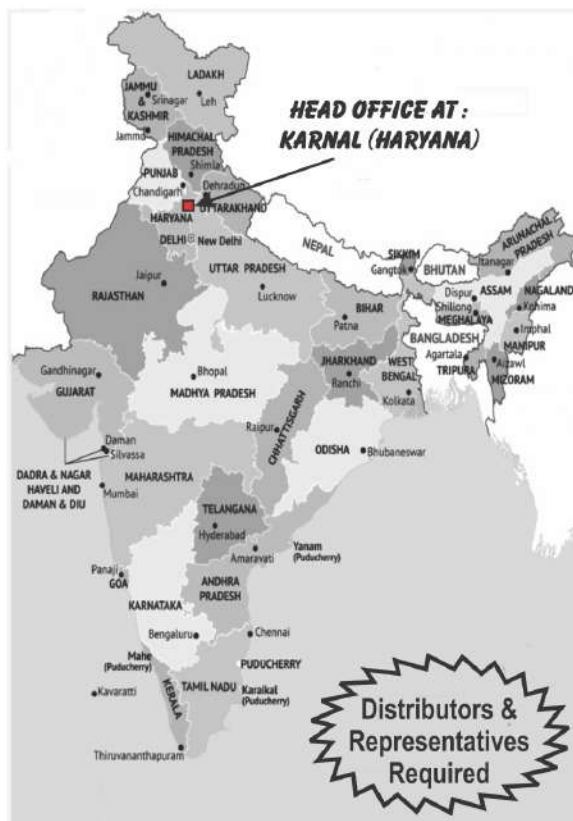 LADAKH
JAMMU
&
KASHMIR
Srinagar
Leh
HEAD OFFICE AT :
KARNAL (HARYANA)
Jammu
HIMACHAL
PRADESH
Shimla
PUNJAB
Chandigarh
Dehradun
UTTARAKHAND
HARYANA
DELHI
New Delhi
NEPAL
SIKKIM
Gangtok
BHUTAN
ARUNACHAL
PRADESH
Itanagar
RAJASTHAN
Jaipur
UTTAR PRADESH
Lucknow
BIHAR
Patna
Dispur
ASSAM
NAGALAND
Kohima
Shillong
MEGHALAYA
Imphal
MANIPUR
BANGLADESH
Agartala
TRIPURA
Aizawl
MIZORAM
Gandhinagar
GUJARAT
Bhopal
MADHYA PRADESH
JHARKHAND
Ranchi
WEST
BENGAL
Kolkata
CHHATTISGARH
Raipur
ODISHA
Bhubaneswar
Daman
Silvassa
DADRA & NAGAR
HAVELI AND
DAMAN & DIU
Mumbai
MAHARASHTRA
TELANGANA
Hyderabad
Amaravati
Yanam
(Puducherry)
Panaji
GOA
KARNATAKA
ANDHRA
PRADESH
Bengaluru
Chennai
Mahe
(Puducherry)
PUDUCHERRY
Kavaratti
KERALA
TAMIL NADU
Karaikal
(Puducherry)
Thiruvananthapuram
Distributors &
Representatives
Required